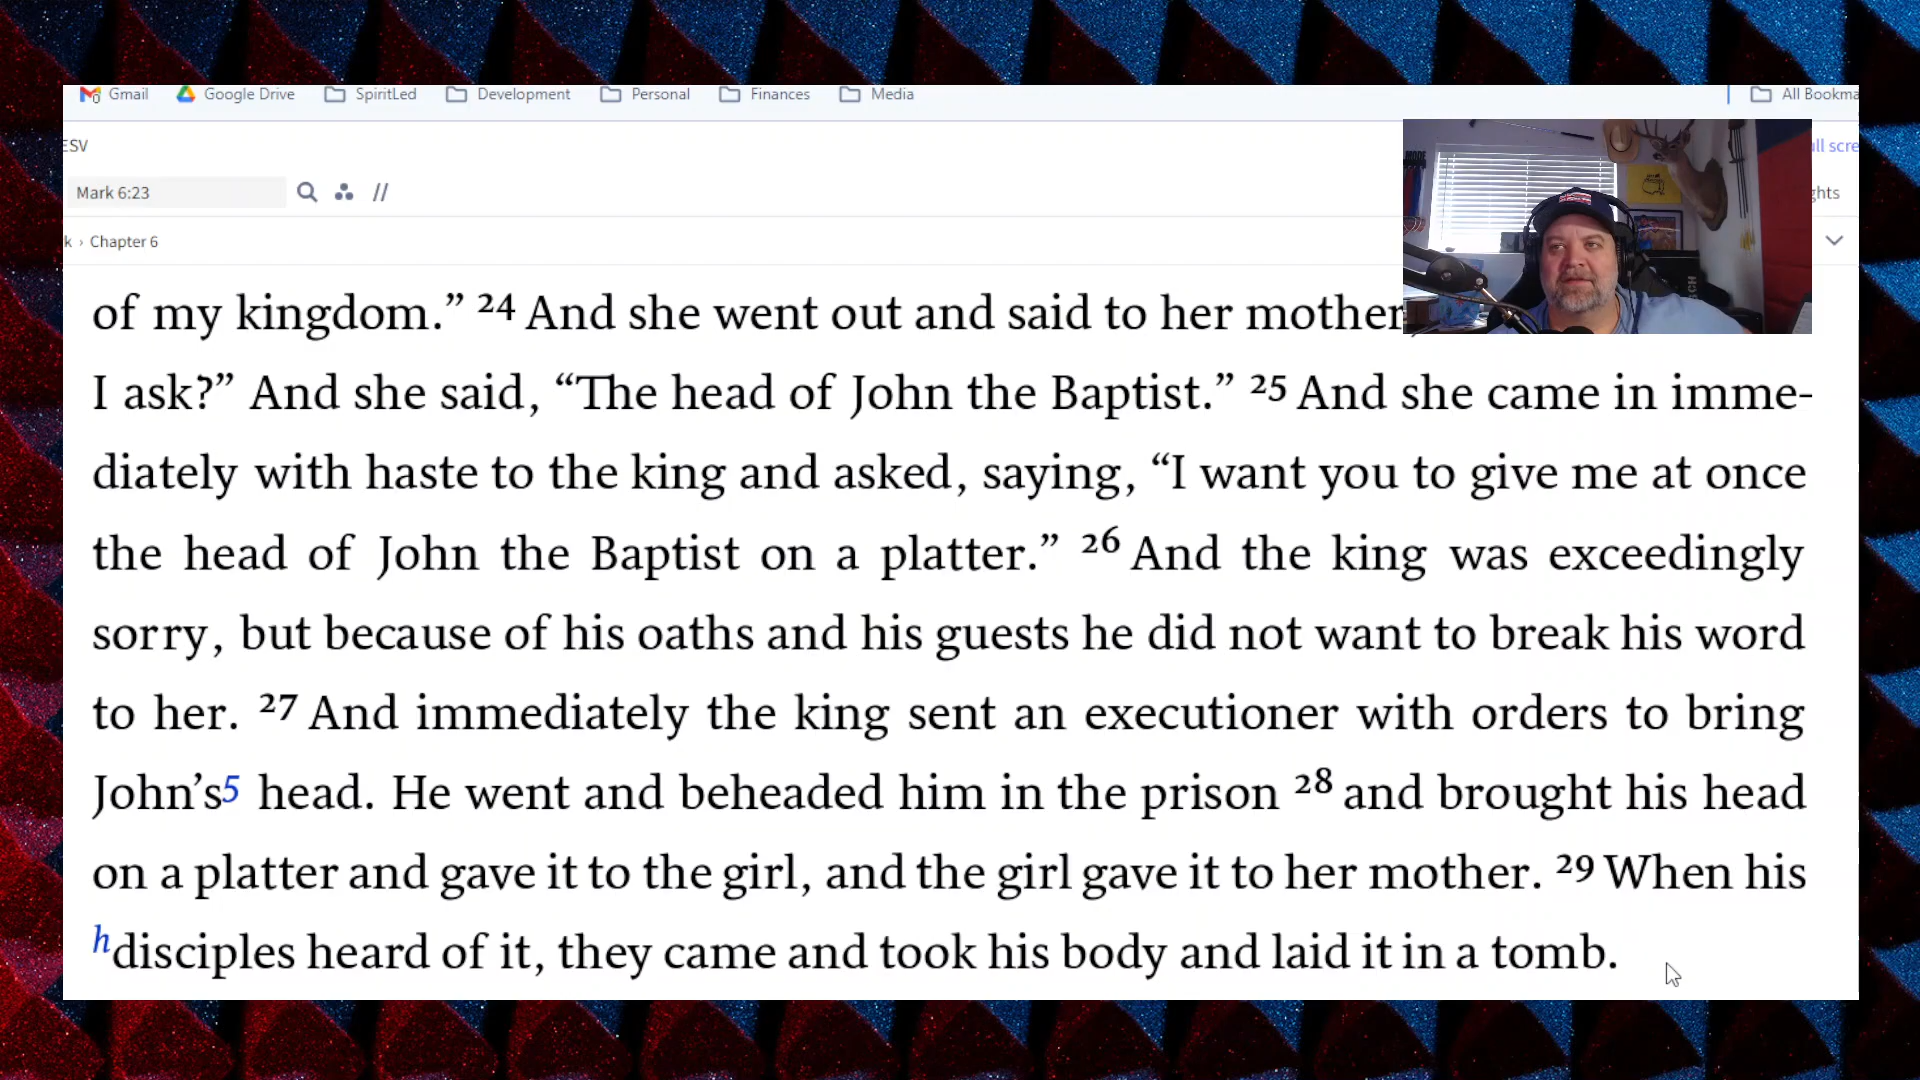 Gmail Google Drive SpiritLed Development Personal Finances Media All Bookma
ESV
ll scre
Mark 6:23 //
ghts
k › Chapter 6
of my kingdom.” 24 And she went out and said to her mother,
I ask?” And she said, “The head of John the Baptist.” 25 And she came in imme-
diately with haste to the king and asked, saying, “I want you to give me at once
the head of John the Baptist on a platter.” 26 And the king was exceedingly
sorry, but because of his oaths and his guests he did not want to break his word
to her. 27 And immediately the king sent an executioner with orders to bring
John’s5 head. He went and beheaded him in the prison 28 and brought his head
on a platter and gave it to the girl, and the girl gave it to her mother. 29 When his
hdisciples heard of it, they came and took his body and laid it in a tomb.